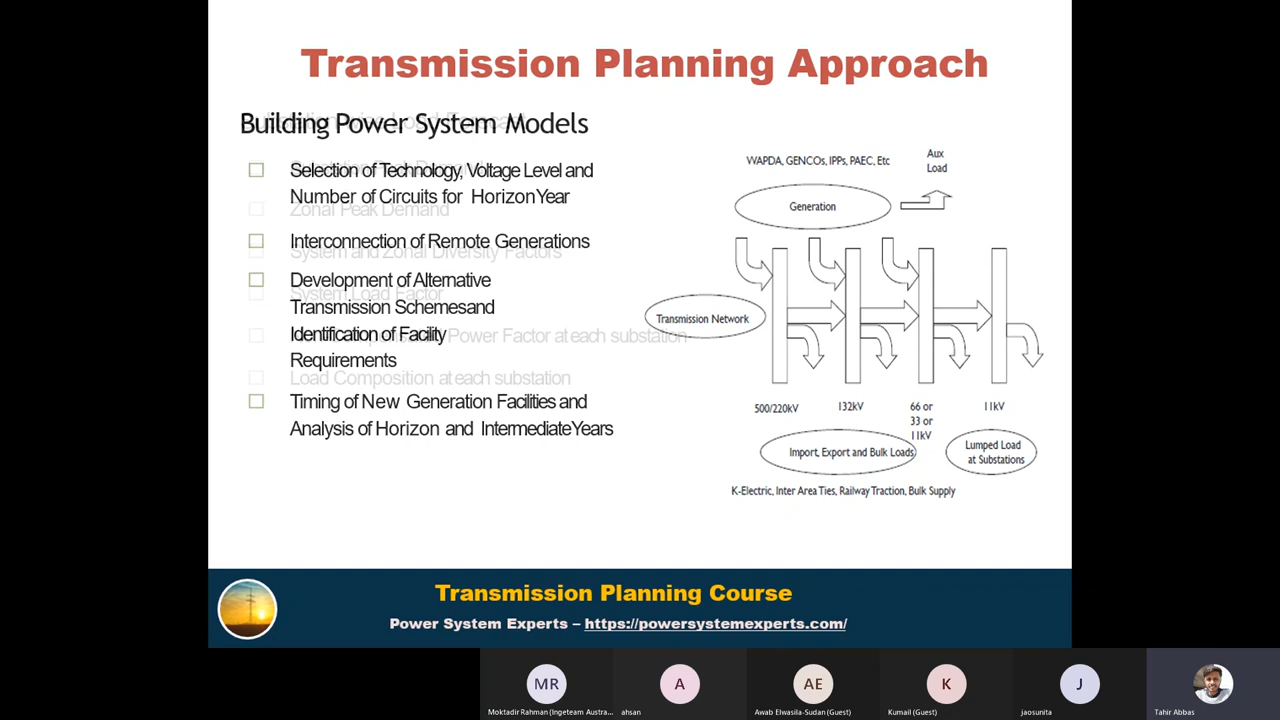 Transmission Planning Approach
Building Power System Models
Selection of Technology, Voltage Level and
Number of Circuits for HorizonYear
Zonal Peak Demand
Interconnection of Remote Generations
System and Zonal Diversity Factors
Development of Alternative
System Load Factor
Transmission Schemesand
Identification of Facility
Power Factor at each substation
Requirements
Load Composition at each substation
Timing of New Generation Facilities and
Analysis of Horizon and IntermediateYears
WAPDA, GENCOs, IPPs, PAEC, Etc
Aux
Load
Generation
Transmission Network
500/220kV
132kV
66 or
33 or
11kV
11kV
Import, Export and Bulk Loads
Lumped Load
at Substations
K-Electric, Inter Area Ties, Railway Traction, Bulk Supply
Transmission Planning Course
Power System Experts – https://powersystemexperts.com/
MR
A
AE
K
J
Moktadir Rahman (Ingeteam Austra...
ahsan
Awab Elwasila-Sudan (Guest)
Kumail (Guest)
jaosunita
Tahir Abbas